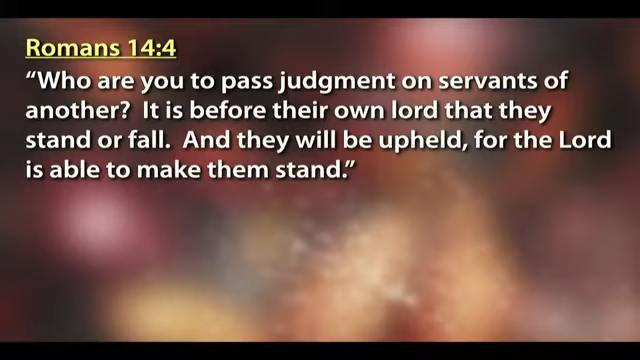 Romans 14:4
“Who are you to pass judgment on servants of
another?  It is before their own lord that they
stand or fall.  And they will be upheld, for the Lord
is able to make them stand.”